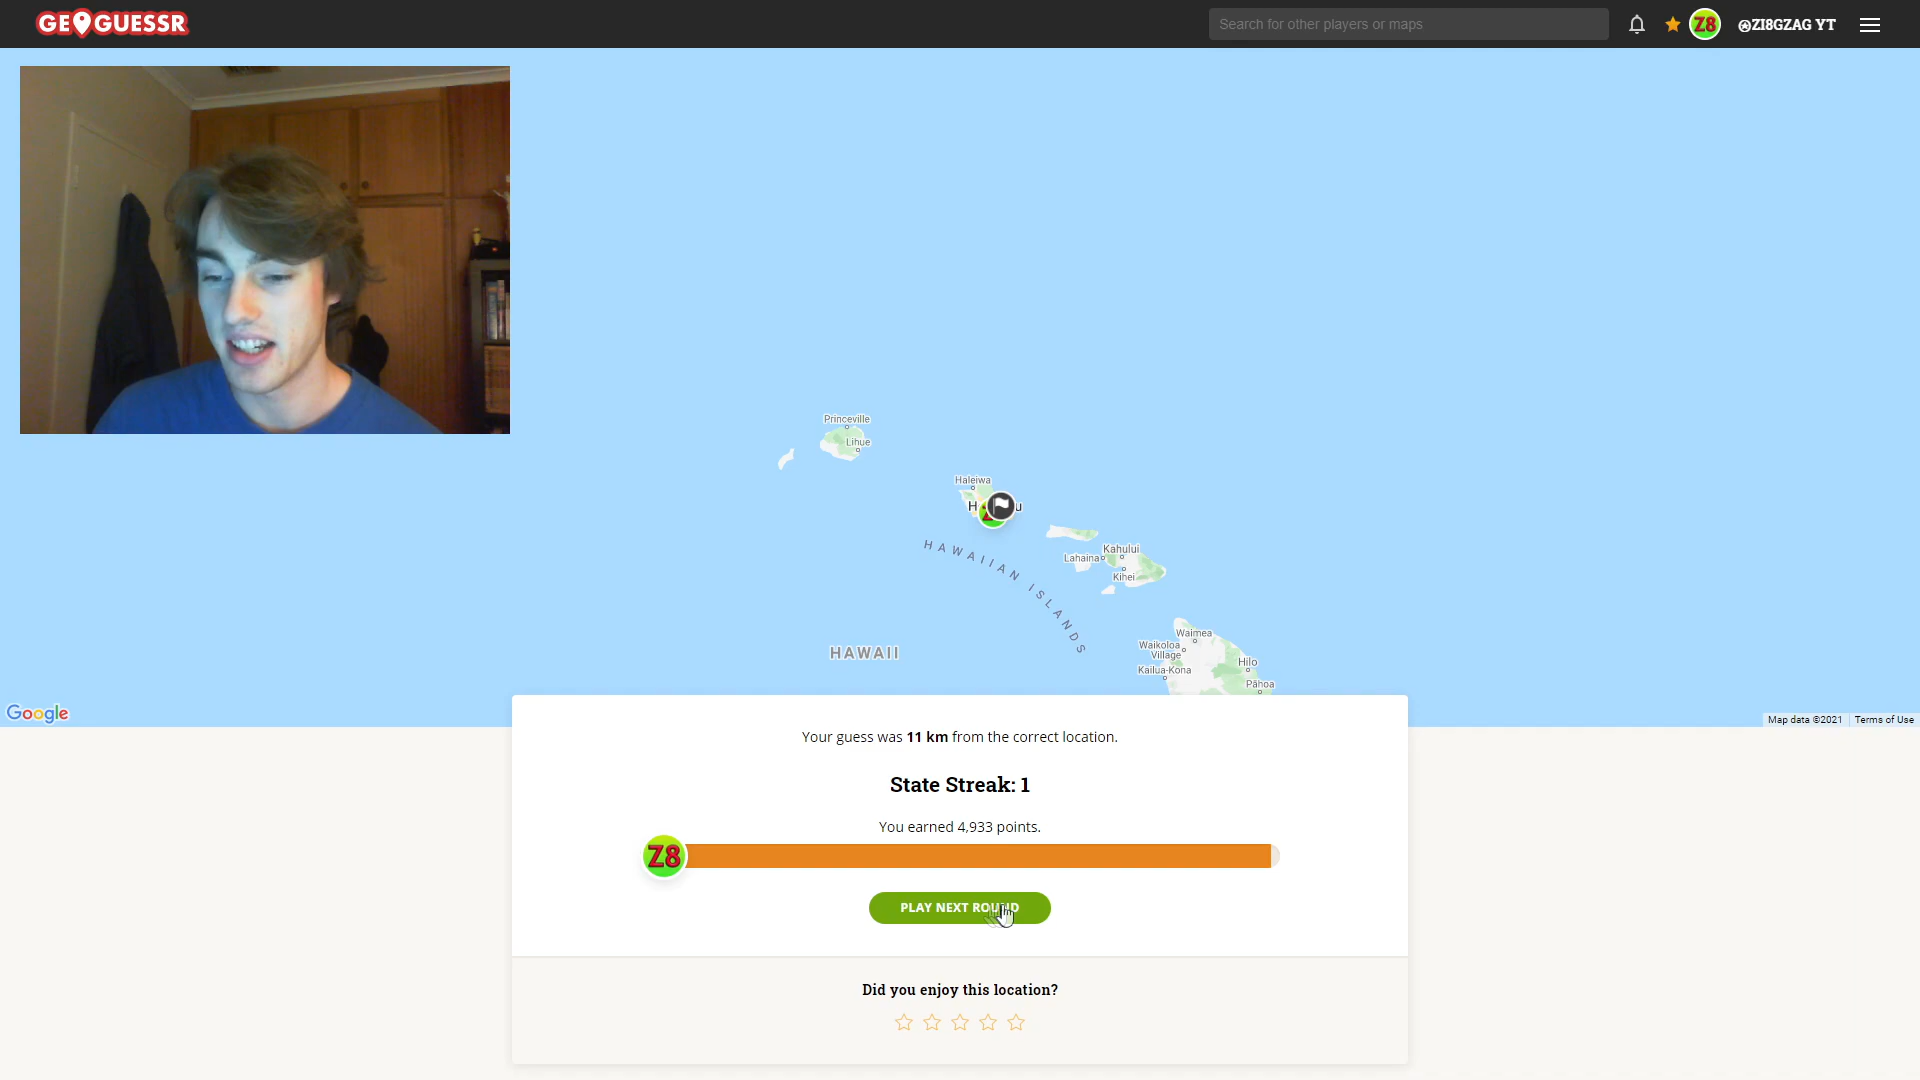 GEOGUESSR
Search for other players or maps
Z8
@ZI8GZAG YT
Princeville
Lihue
Haleiwa
H
u
Kahului
Lahaina
Kihei
HAWAIIAN ISLANDS
HAWAII
Waimea
Waikoloa
Village
Kailua-Kona
Hilo
Pāhoa
Google
Map data ©2021
Terms of Use
Your guess was 11 km from the correct location.
State Streak: 1
You earned 4,933 points.
Z8
PLAY NEXT ROUND
Did you enjoy this location?